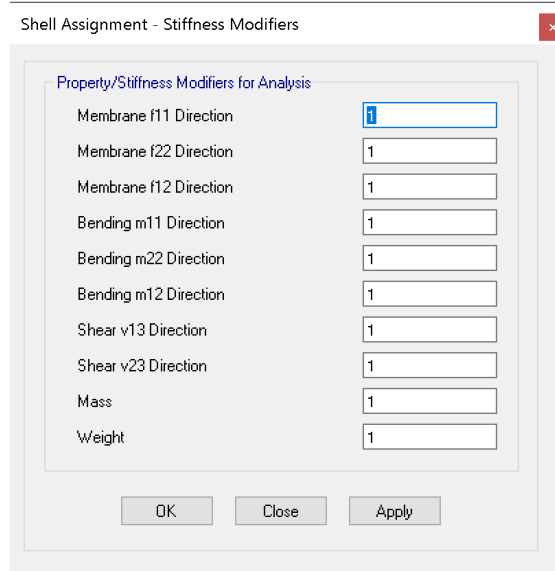 Shell Assignment - Stiffness Modifiers
Property/Stiffness Modifiers for Analysis
Membrane f11 Direction 1
Membrane f22 Direction 1
Membrane f12 Direction 1
Bending m11 Direction 1
Bending m22 Direction 1
Bending m12 Direction 1
Shear v13 Direction 1
Shear v23 Direction 1
Mass 1
Weight 1
OK Close Apply